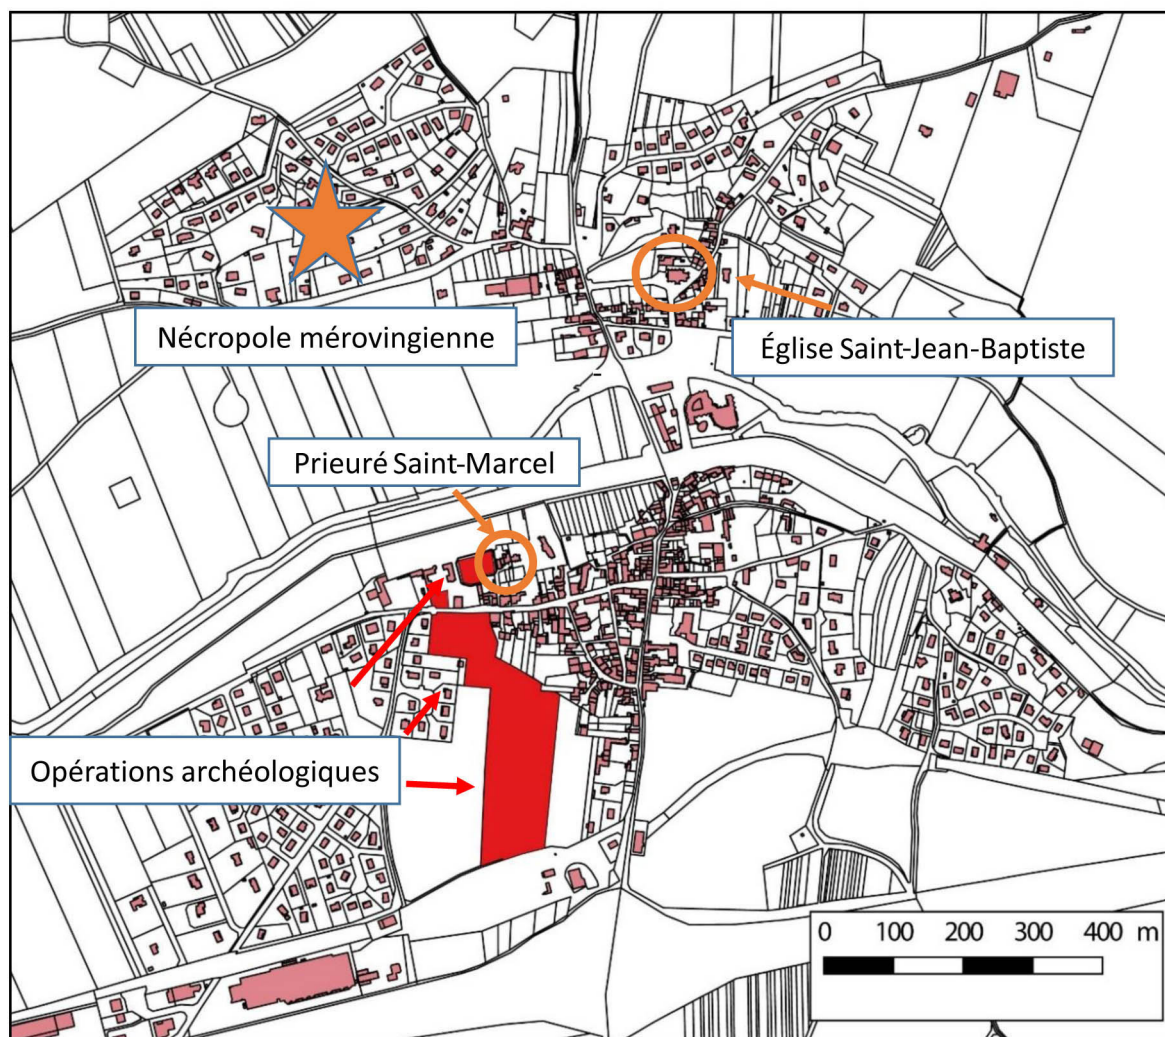 Nécropole mérovingienne
Église Saint-Jean-Baptiste
Prieuré Saint-Marcel
Opérations archéologiques
0 100 200 300 400 m